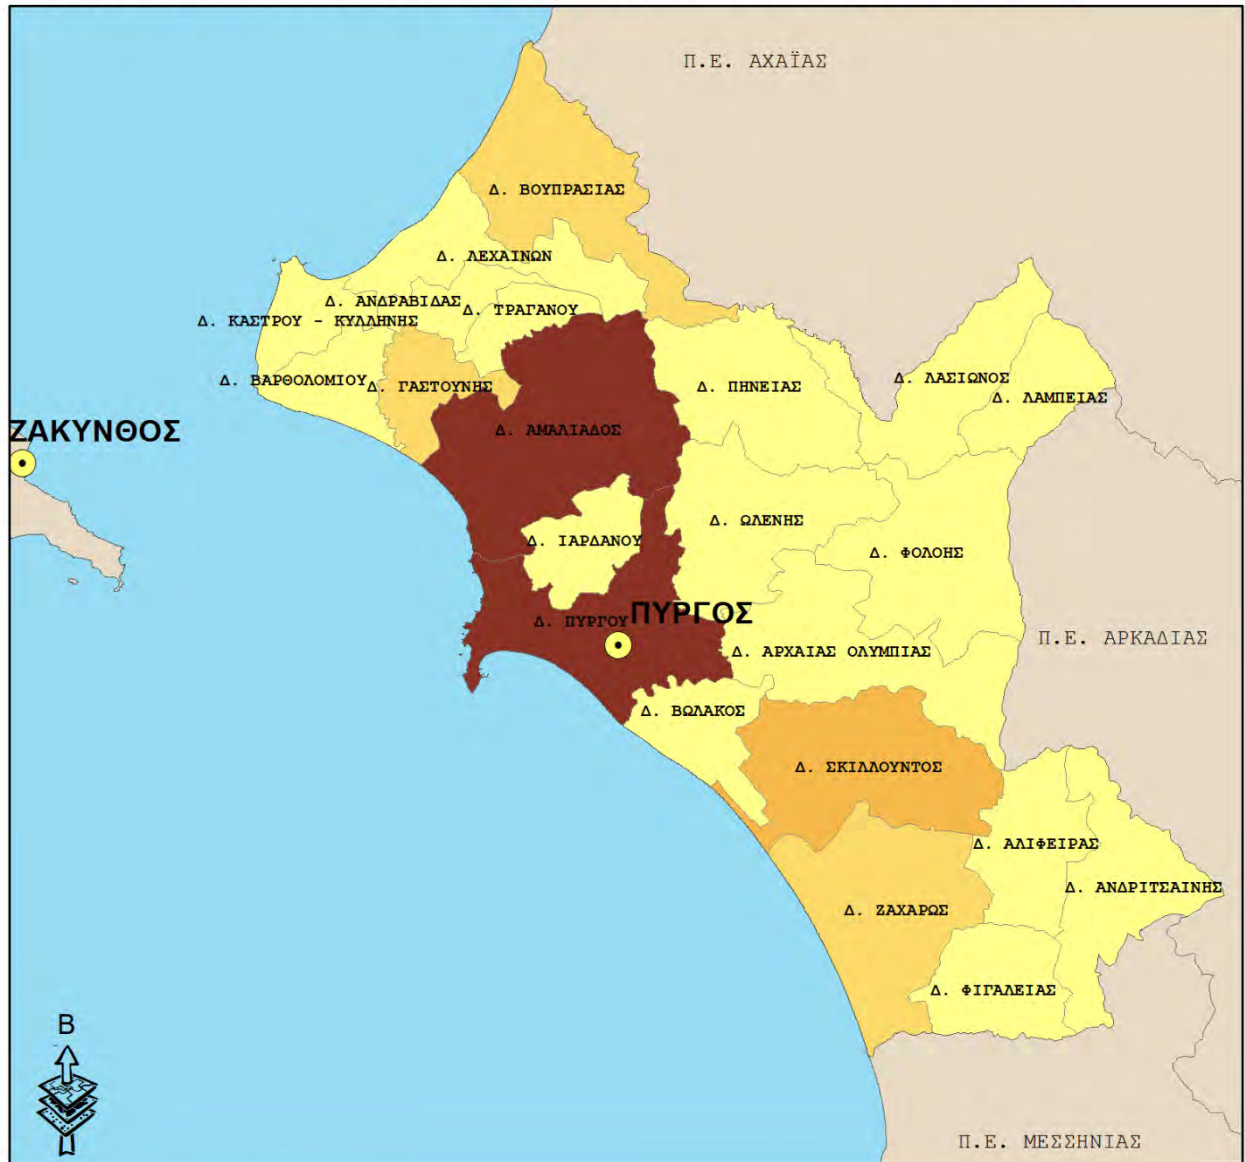 Π.Ε. ΑΧΑΪΑΣ
Δ. ΒΟΥΠΡΑΣΙΑΣ
Δ. ΛΕΧΑΙΝΩΝ
Δ. ΑΝΔΡΑΒΙΔΑΣ
Δ. ΤΡΑΓΑΝΟΥ
Δ. ΚΑΣΤΡΟΥ - ΚΥΛΛΗΝΗΣ
Δ. ΒΑΡΘΟΛΟΜΙΟΥ
Δ. ΓΑΣΤΟΥΝΗΣ
Δ. ΠΗΝΕΙΑΣ
Δ. ΛΑΣΙΩΝΟΣ
Δ. ΛΑΜΠΕΙΑΣ
ΖΑΚΥΝΘΟΣ
Δ. ΑΜΑΛΙΑΔΟΣ
Δ. ΩΛΕΝΗΣ
Δ. ΙΑΡΔΑΝΟΥ
Δ. ΦΟΛΟΗΣ
Δ. ΠΥΡΓΟΥ
ΠΥΡΓΟΣ
Π.Ε. ΑΡΚΑΔΙΑΣ
Δ. ΑΡΧΑΙΑΣ ΟΛΥΜΠΙΑΣ
Δ. ΒΩΛΑΚΟΣ
Δ. ΣΚΙΛΛΟΥΝΤΟΣ
Δ. ΑΛΙΦΕΙΡΑΣ
Δ. ΑΝΔΡΙΤΣΑΙΝΗΣ
Δ. ΖΑΧΑΡΩΣ
Δ. ΦΙΓΑΛΕΙΑΣ
Β
Π.Ε. ΜΕΣΣΗΝΙΑΣ